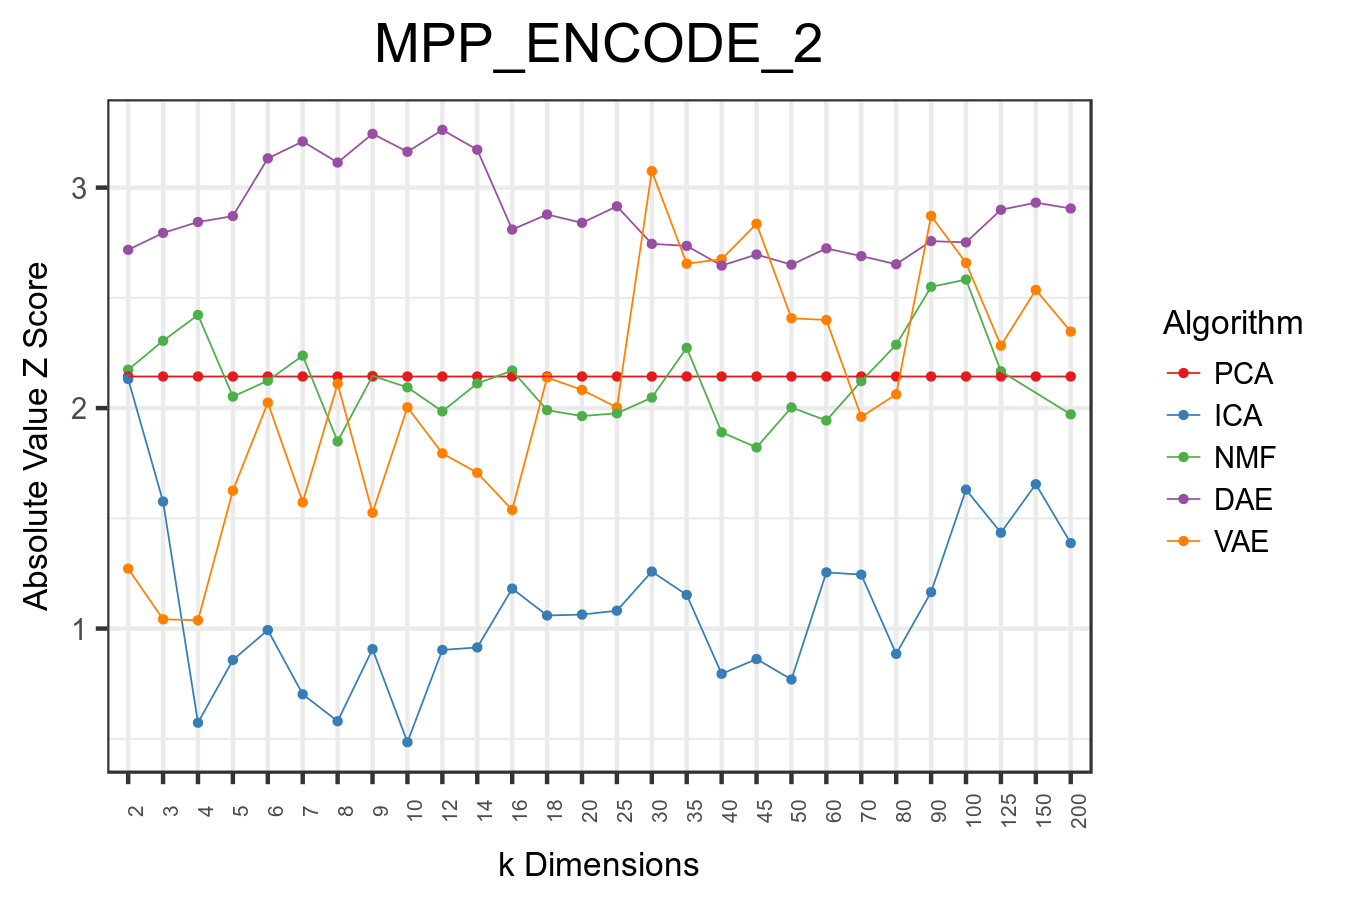 MPP_ENCODE_2
Absolute Value Z Score
3
2
1
2 3 4 5 6 7 8 9 10 12 14 16 18 20 25 30 35 40 45 50 60 70 80 90 100 125 150 200
k Dimensions
Algorithm
PCA
ICA
NMF
DAE
VAE